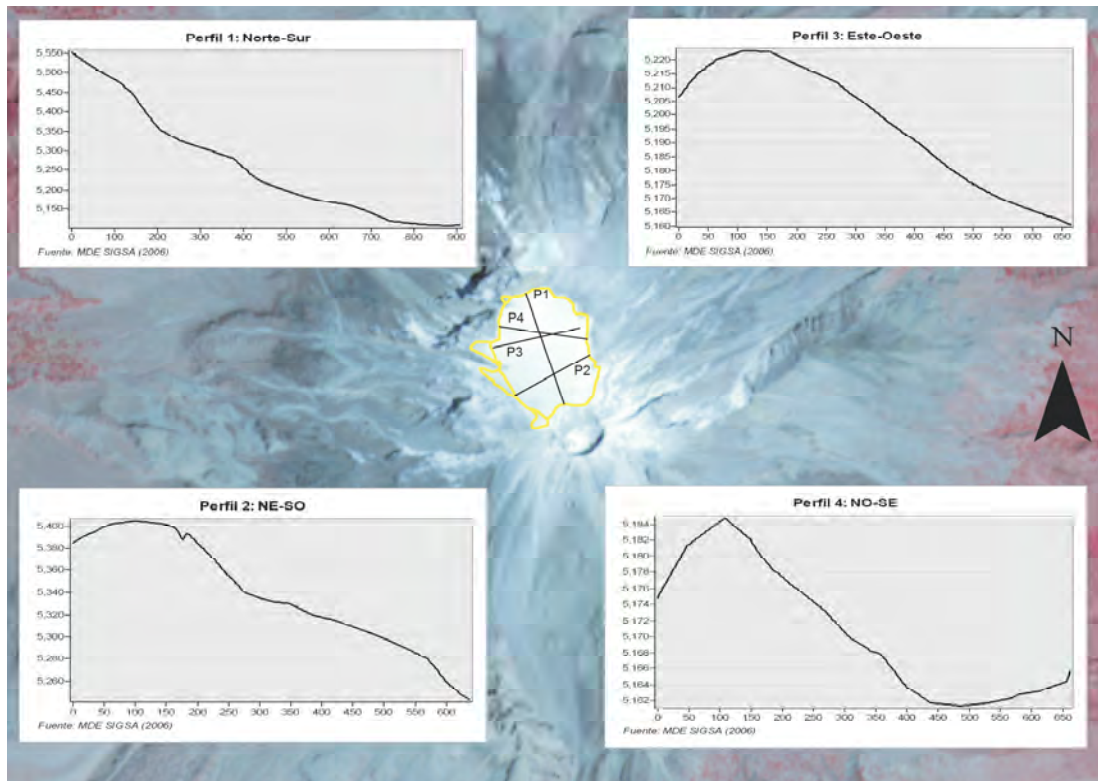 Perfil 1: Norte-Sur
5,550
5,500
5,450
5,400
5,350
5,300
5,250
5,200
5,150
0 100 200 300 400 500 600 700 800 900
Fuente: MDE SIGSA (2006)
Perfil 3: Este-Oeste
5,220
5,215
5,210
5,205
5,200
5,195
5,190
5,185
5,180
5,175
5,170
5,165
5,160
0 50 100 150 200 250 300 350 400 450 500 550 600 650
Fuente: MDE SIGSA (2006)
P1
P4
P3
P2
N
Perfil 2: NE-SO
5,400
5,380
5,360
5,340
5,320
5,300
5,280
5,260
0 50 100 150 200 250 300 350 400 450 500 550 600
Fuente: MDE SIGSA (2006)
Perfil 4: NO-SE
5,184
5,184
5,178
5,174
5,172
5,170
5,168
5,164
5,162
0 50 100 150 200 250 300 350 400 450 500 550 600 650
Fuente: MDE SIGSA (2006)